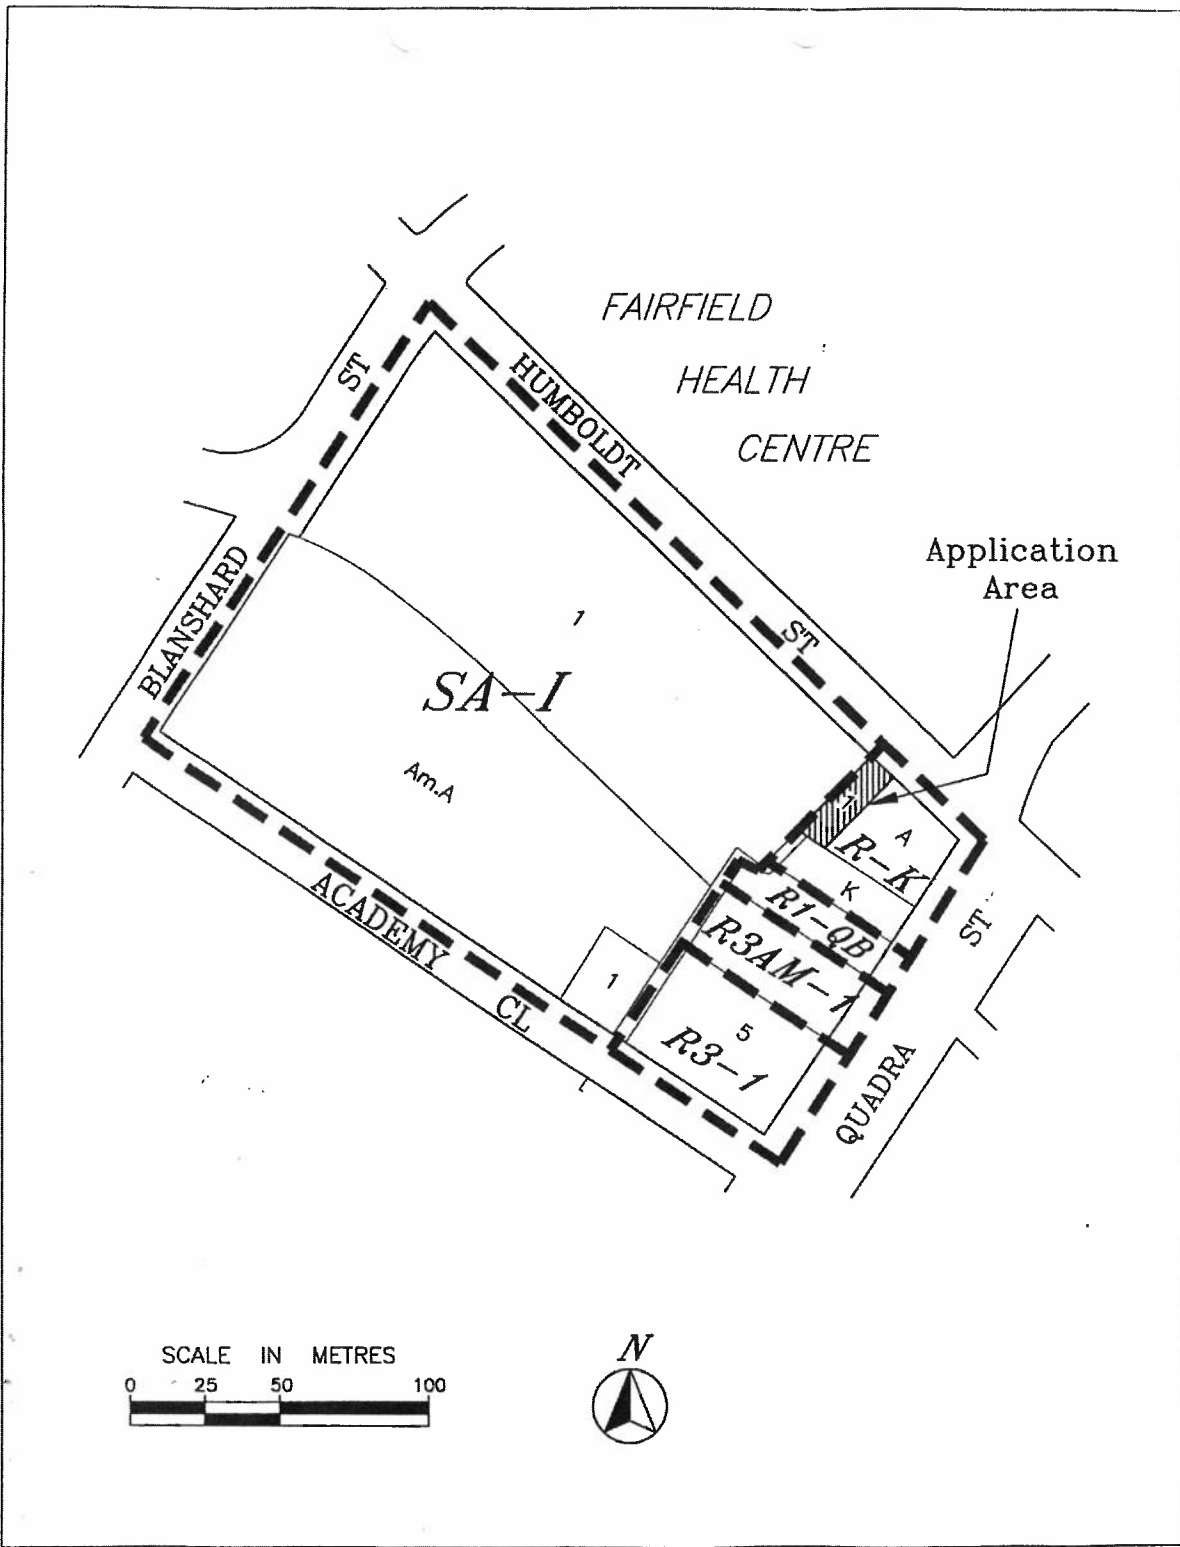 FAIRFIELD
HEALTH
CENTRE
ST
HUMBOLDT
Application
Area
BLANSHARD
1
ST
SA-I
Am.A
1
A
R-K
K
R1-QB
ST
ACADEMY
R3AM-1
1
CL
5
R3-1
QUADRA
SCALE IN METRES
0 25 50 100
N